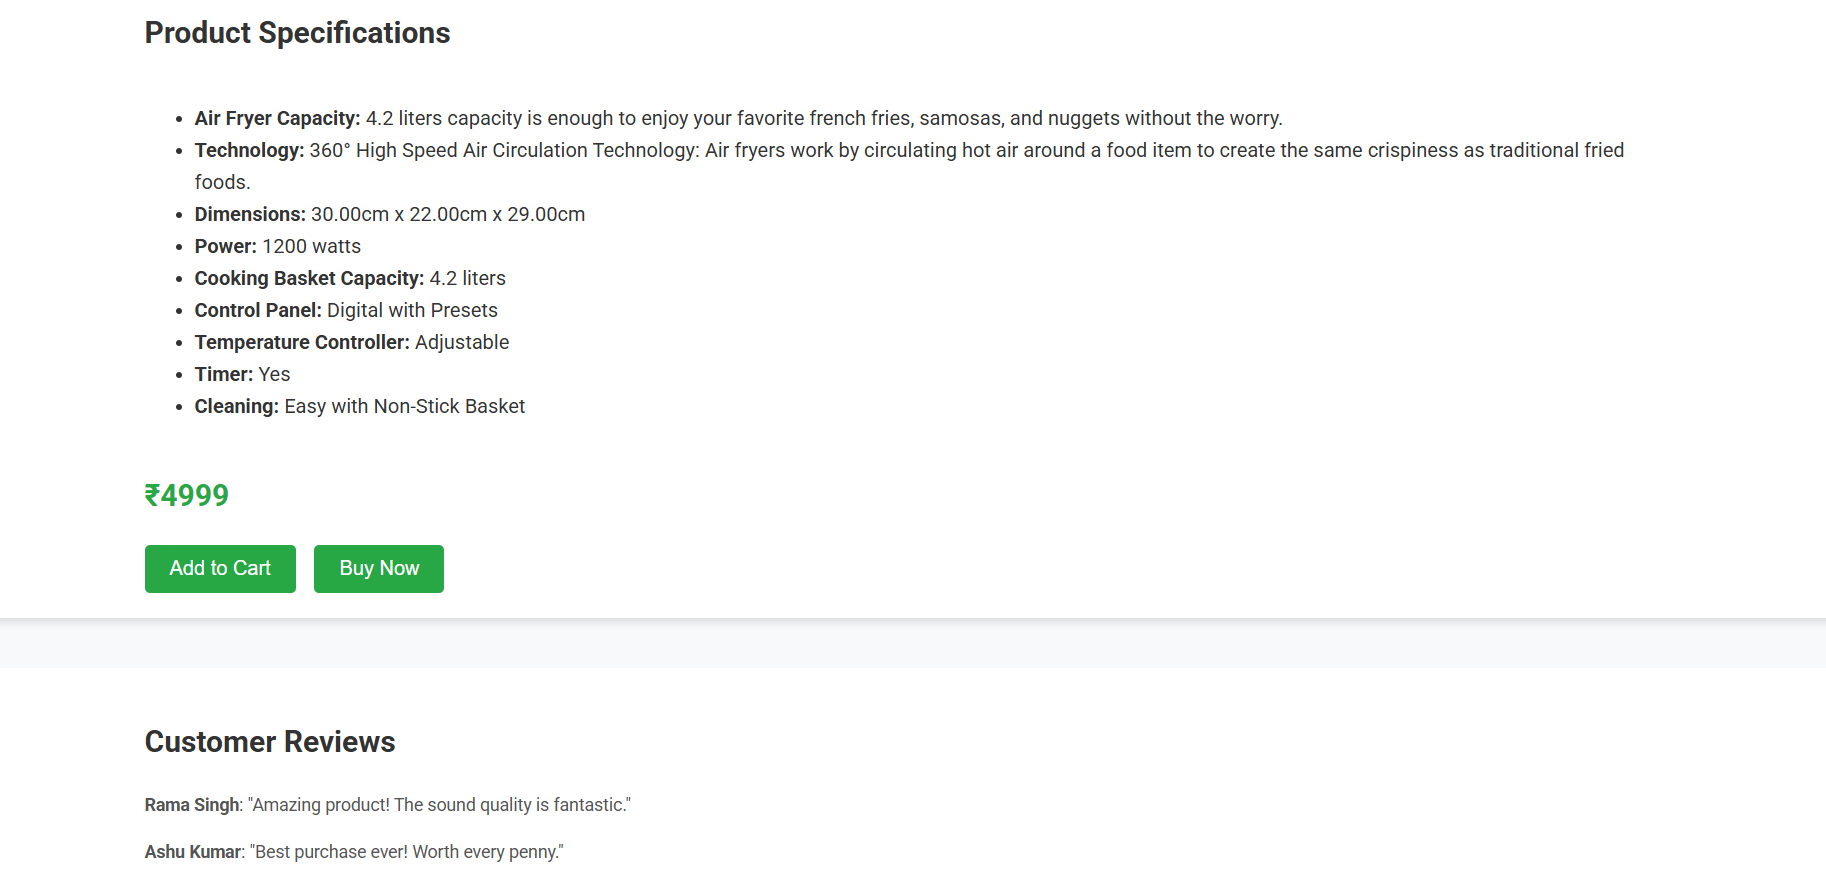 Product Specifications
• Air Fryer Capacity: 4.2 liters capacity is enough to enjoy your favorite french fries, samosas, and nuggets without the worry.
• Technology: 360° High Speed Air Circulation Technology: Air fryers work by circulating hot air around a food item to create the same crispiness as traditional fried
foods.
• Dimensions: 30.00cm x 22.00cm x 29.00cm
• Power: 1200 watts
• Cooking Basket Capacity: 4.2 liters
• Control Panel: Digital with Presets
• Temperature Controller: Adjustable
• Timer: Yes
• Cleaning: Easy with Non-Stick Basket
₹4999
Add to Cart Buy Now
Customer Reviews
Rama Singh: "Amazing product! The sound quality is fantastic."
Ashu Kumar: "Best purchase ever! Worth every penny."